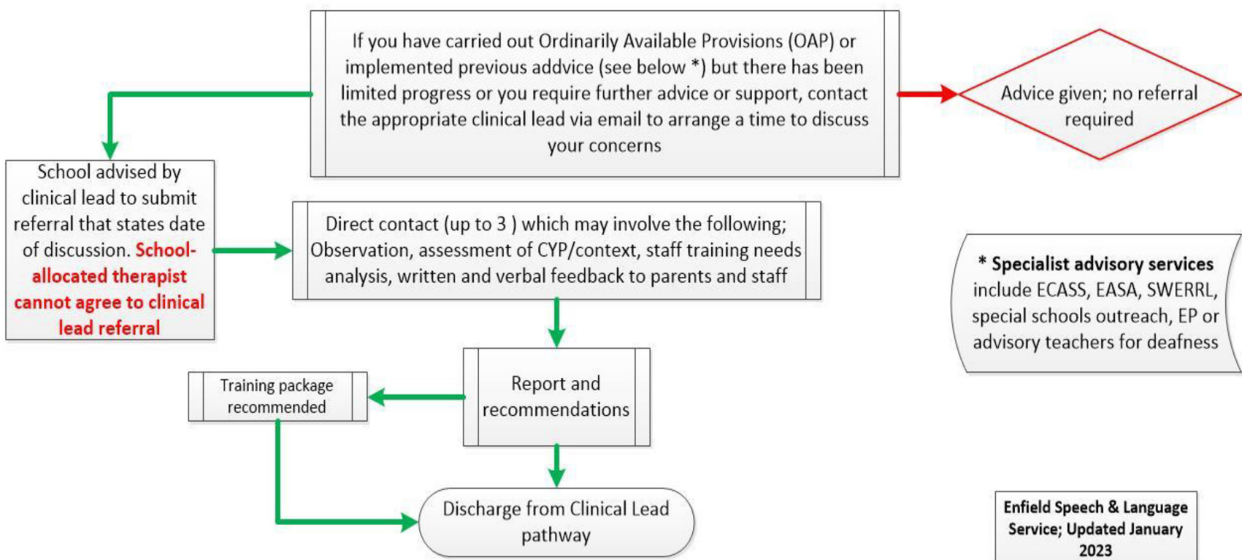 If you have carried out Ordinarily Available Provisions (OAP) or
implemented previous addvice (see below *) but there has been
limited progress or you require further advice or support, contact
the appropriate clinical lead via email to arrange a time to discuss
your concerns
Advice given; no referral
required
School advised by
clinical lead to submit
referral that states date
of discussion. School-
allocated therapist
cannot agree to clinical
lead referral
Direct contact (up to 3 ) which may involve the following;
Observation, assessment of CYP/context, staff training needs
analysis, written and verbal feedback to parents and staff
* Specialist advisory services
include ECASS, EASA, SWERRL,
special schools outreach, EP or
advisory teachers for deafness
Training package
recommended
Report and
recommendations
Discharge from Clinical Lead
pathway
Enfield Speech & Language
Service; Updated January
2023